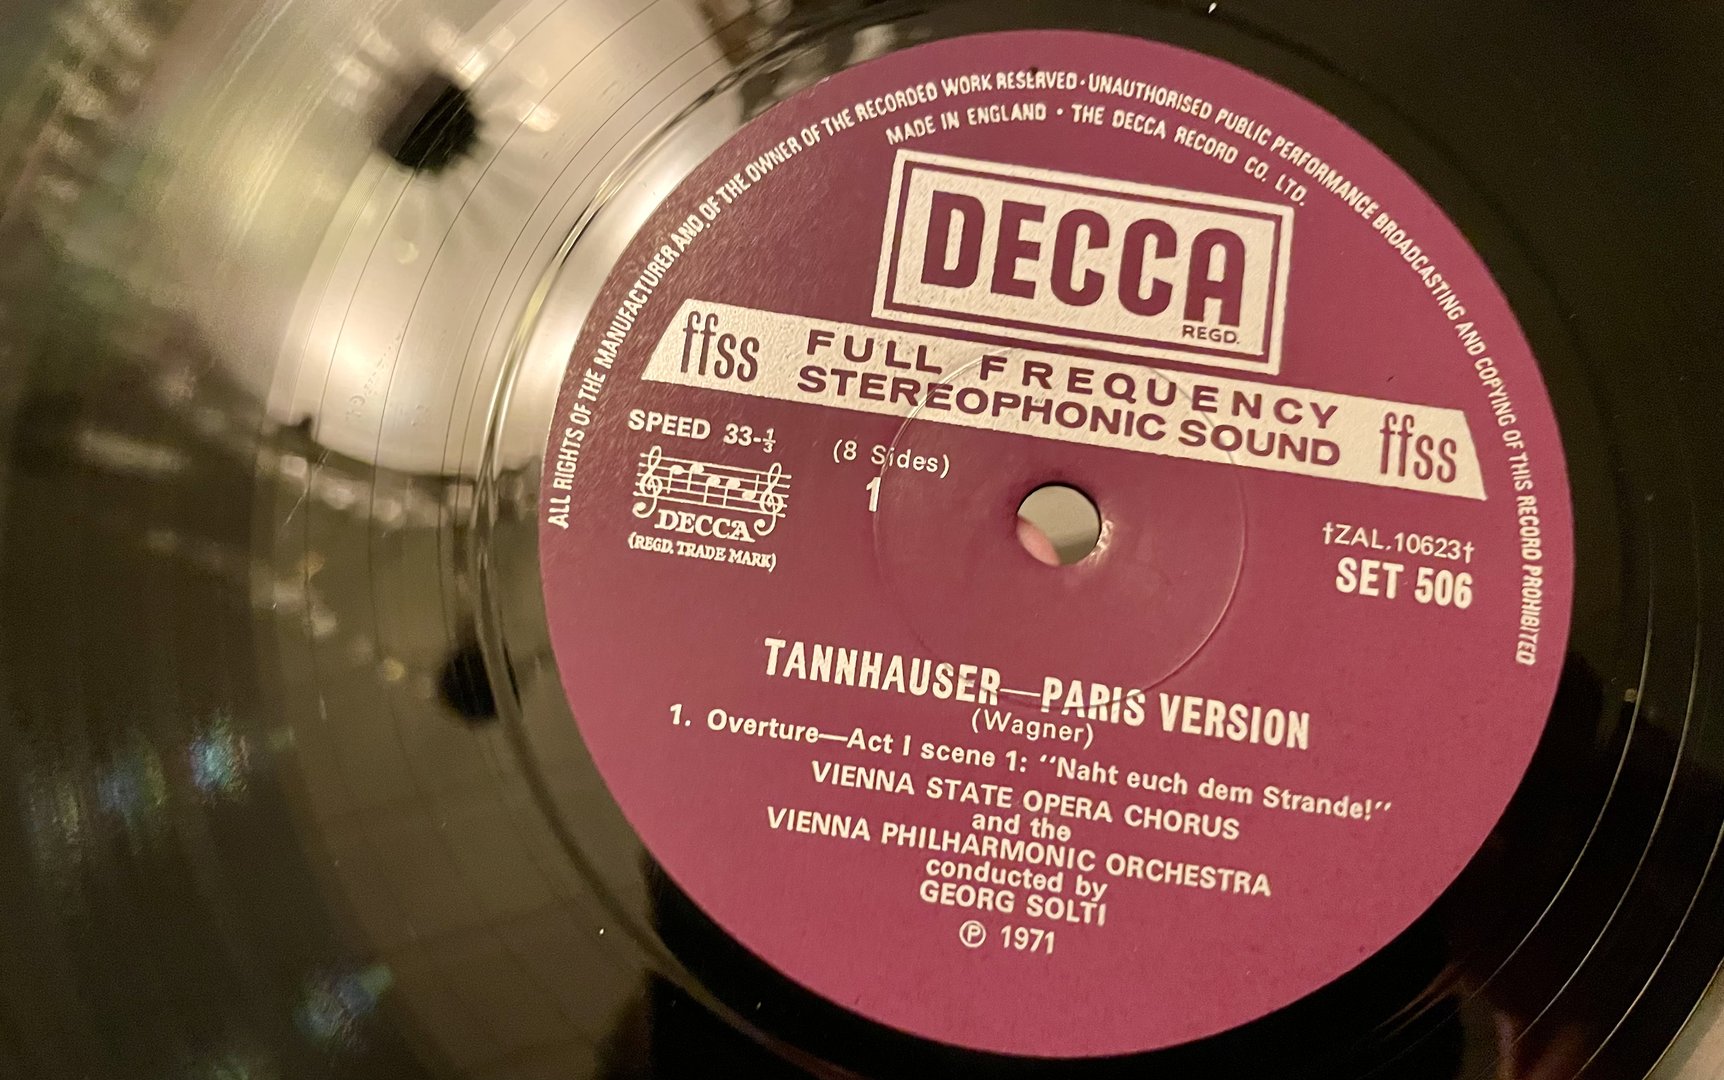 ALL RIGHTS OF THE MANUFACTURER AND OF THE OWNER OF THE RECORDED WORK RESERVED · UNAUTHORISED PUBLIC PERFORMANCE BROADCASTING AND COPYING OF THIS RECORD PROHIBITED
MADE IN ENGLAND • THE DECCA RECORD CO. LTD.
DECCA
REGD.
ffss FULL FREQUENCY STEREOPHONIC SOUND ffss
SPEED 33-⅓
(8 Sides)
1
DECCA
(REGD. TRADE MARK)
†ZAL.10623†
SET 506
TANNHAUSER—PARIS VERSION
(Wagner)
1. Overture—Act I scene 1: ‘‘Naht euch dem Strande!’’
VIENNA STATE OPERA CHORUS
and the
VIENNA PHILHARMONIC ORCHESTRA
conducted by
GEORG SOLTI
℗ 1971